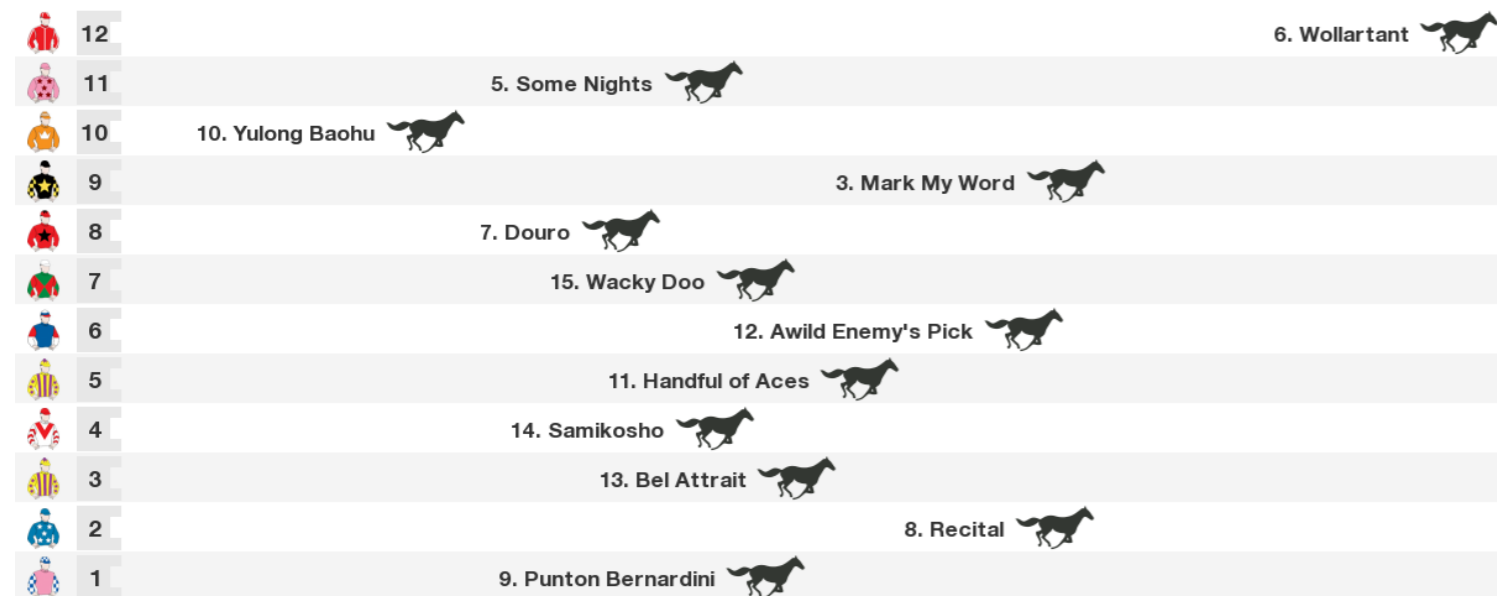 12 6. Wollartant
11 5. Some Nights
10 10. Yulong Baohu
9 3. Mark My Word
8 7. Douro
7 15. Wacky Doo
6 12. Awild Enemy's Pick
5 11. Handful of Aces
4 14. Samikosho
3 13. Bel Attrait
2 8. Recital
1 9. Punton Bernardini